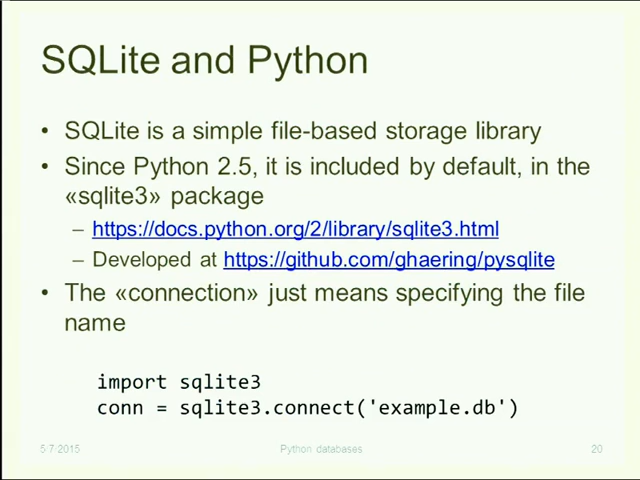 SQLite and Python
• SQLite is a simple file-based storage library
• Since Python 2.5, it is included by default, in the
«sqlite3» package
– https://docs.python.org/2/library/sqlite3.html
– Developed at https://github.com/ghaering/pysqlite
• The «connection» just means specifying the file
name
import sqlite3
conn = sqlite3.connect('example.db')
5/7/2015 Python databases 20